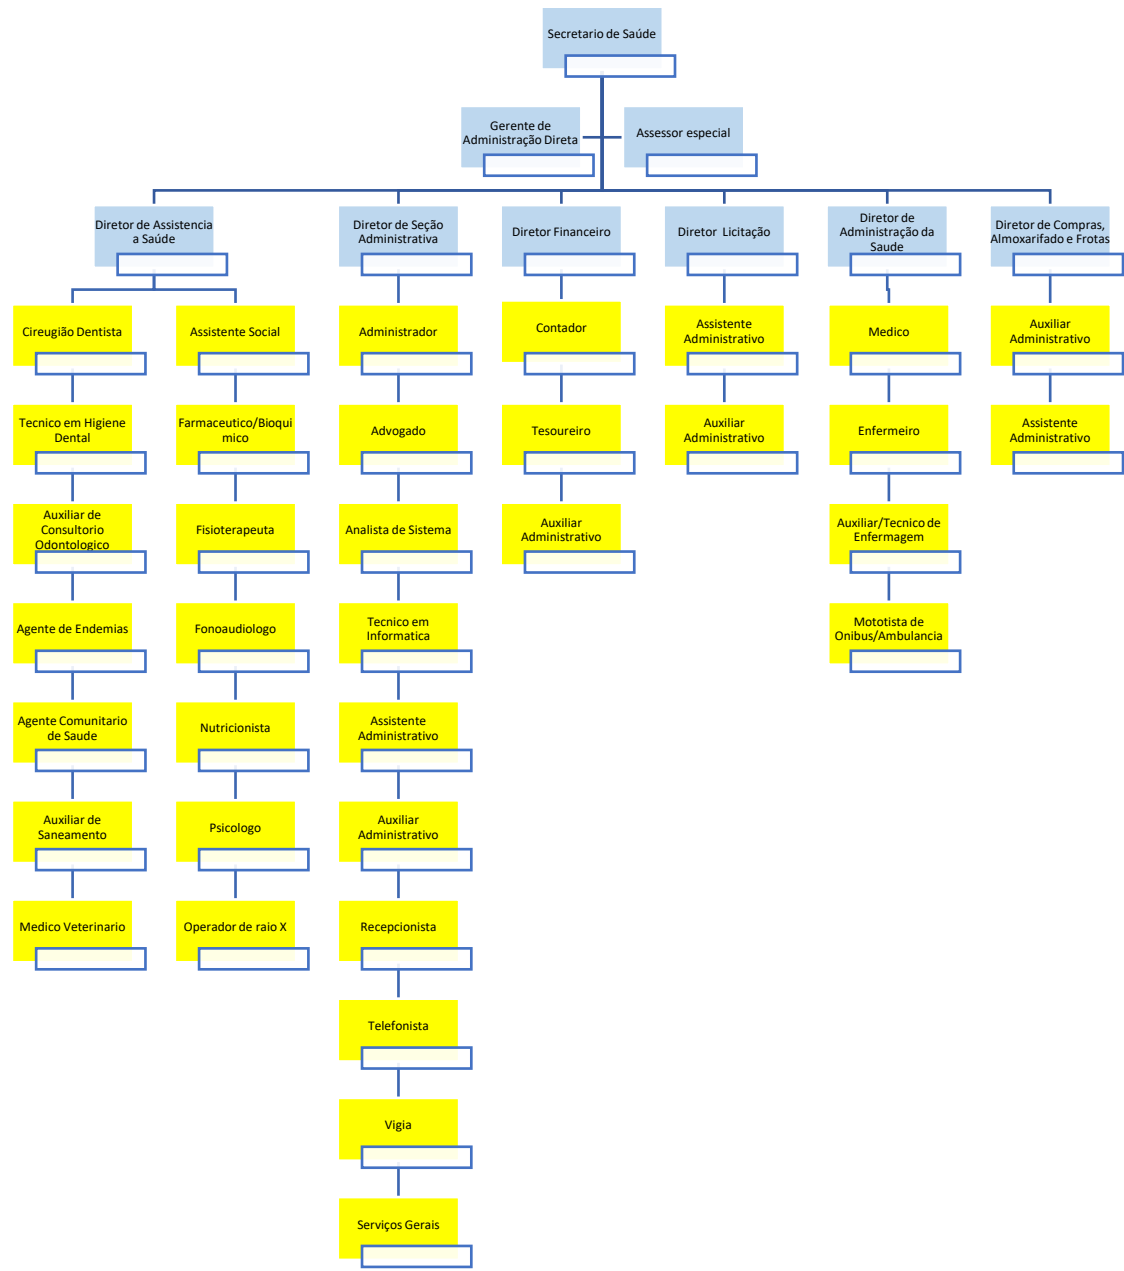 Secretario de Saúde
Gerente de
Administração Direta
Assessor especial
Diretor de Assistencia
a Saúde
Diretor de Seção
Administrativa
Diretor Financeiro
Diretor Licitação
Diretor de
Administração da
Saude
Diretor de Compras,
Almoxarifado e Frotas
Cireugião Dentista
Assistente Social
Administrador
Contador
Assistente
Administrativo
Medico
Auxiliar
Administrativo
Tecnico em Higiene
Dental
Farmaceutico/Bioqui
mico
Advogado
Tesoureiro
Auxiliar
Administrativo
Enfermeiro
Assistente
Administrativo
Auxiliar de
Consultorio
Odontologico
Fisioterapeuta
Analista de Sistema
Auxiliar
Administrativo
Auxiliar/Tecnico de
Enfermagem
Agente de Endemias
Fonoaudiologo
Tecnico em
Informatica
Mototista de
Onibus/Ambulancia
Agente Comunitario
de Saude
Nutricionista
Assistente
Administrativo
Auxiliar de
Saneamento
Psicologo
Auxiliar
Administrativo
Medico Veterinario
Operador de raio X
Recepcionista
Telefonista
Vigia
Serviços Gerais